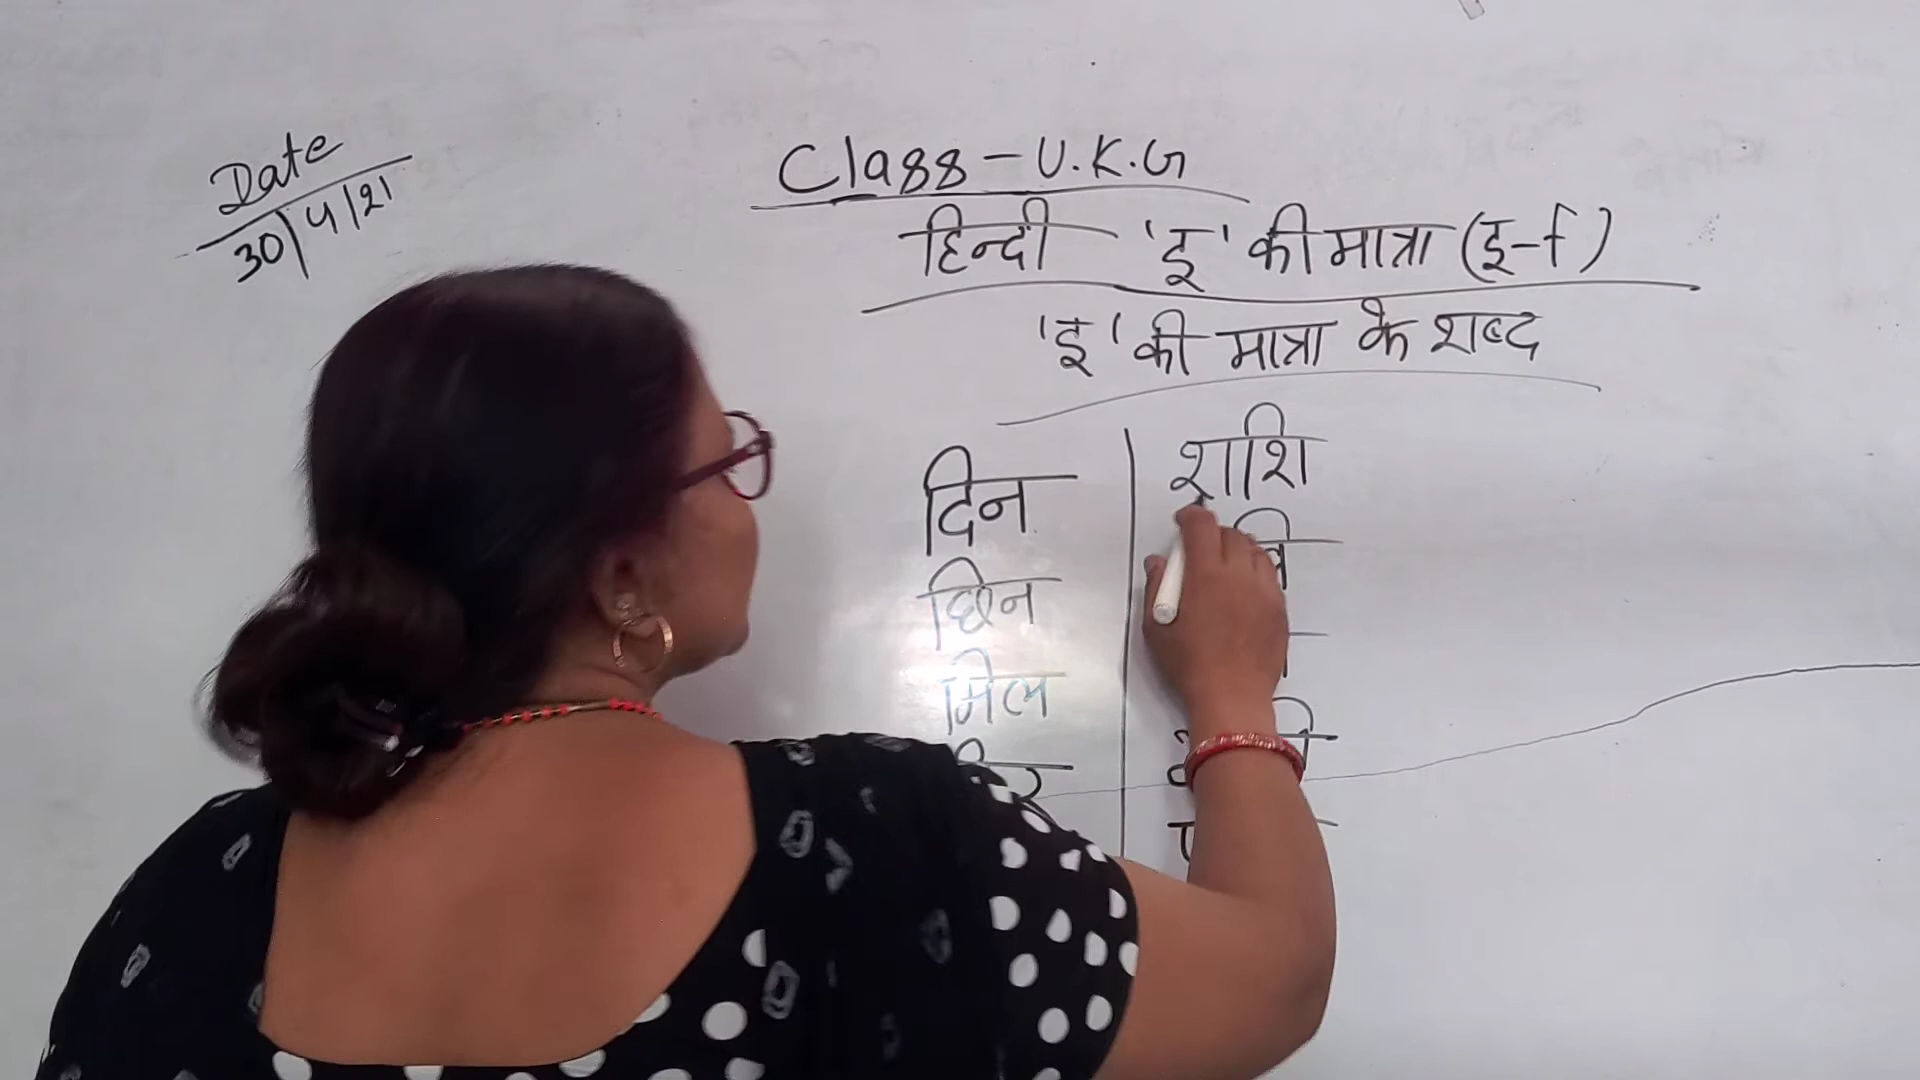 Date
30/4/21
Class - U.K.G
हिन्दी 'इ' की मात्रा (इ-ि)
'इ' की मात्रा के शब्द
दिन
छिन
मिल
शशि